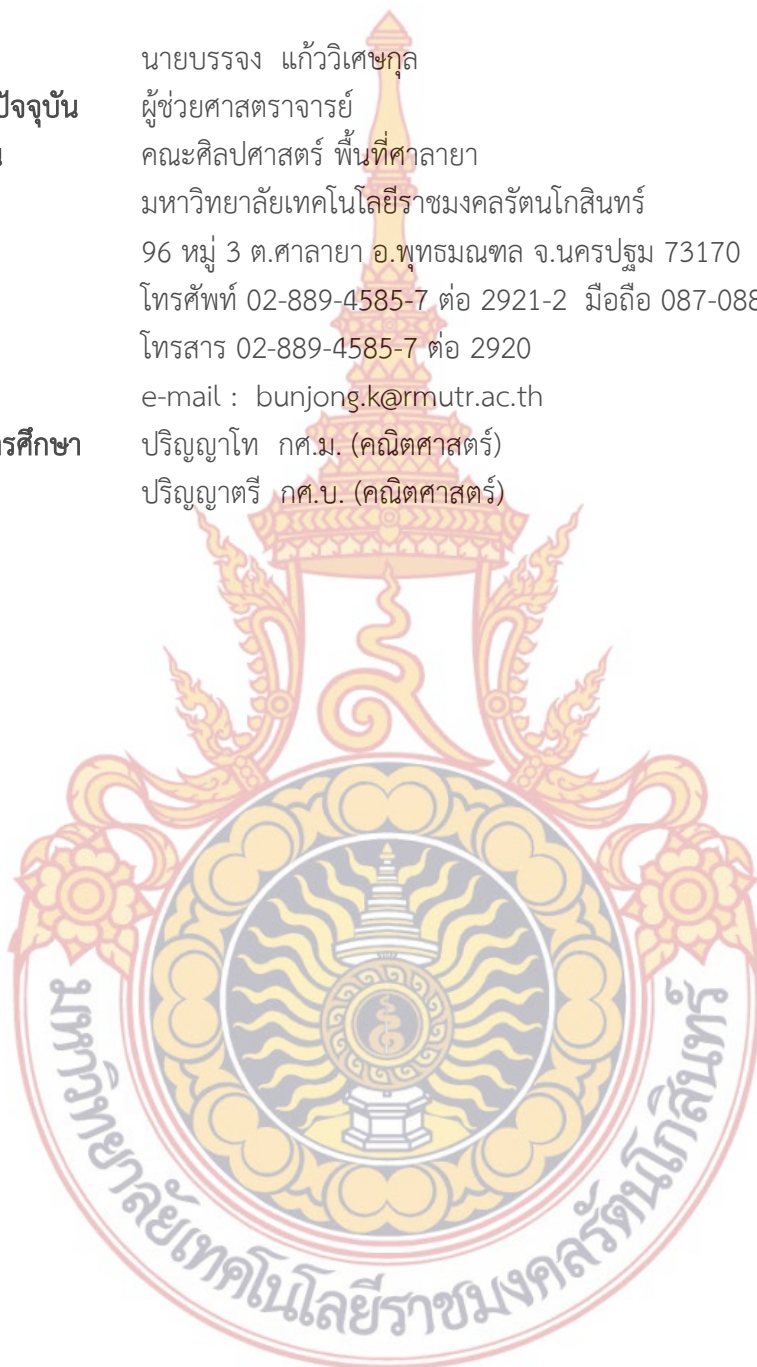 นายบรรจง แก้ววิเศษกุล
ปัจจุบัน ผู้ช่วยศาสตราจารย์
คณะศิลปศาสตร์ พื้นที่ศาลายา
มหาวิทยาลัยเทคโนโลยีราชมงคลรัตนโกสินทร์
96 หมู่ 3 ต.ศาลายา อ.พุทธมณฑล จ.นครปฐม 73170
โทรศัพท์ 02-889-4585-7 ต่อ 2921-2 มือถือ 087-088
โทรสาร 02-889-4585-7 ต่อ 2920
e-mail : bunjong.k@rmutr.ac.th
ารศึกษา ปริญญาโท กศ.ม. (คณิตศาสตร์)
ปริญญาตรี กศ.บ. (คณิตศาสตร์)
มหาวิทยาลัยเทคโนโลยีราชมงคลรัตนโกสินทร์